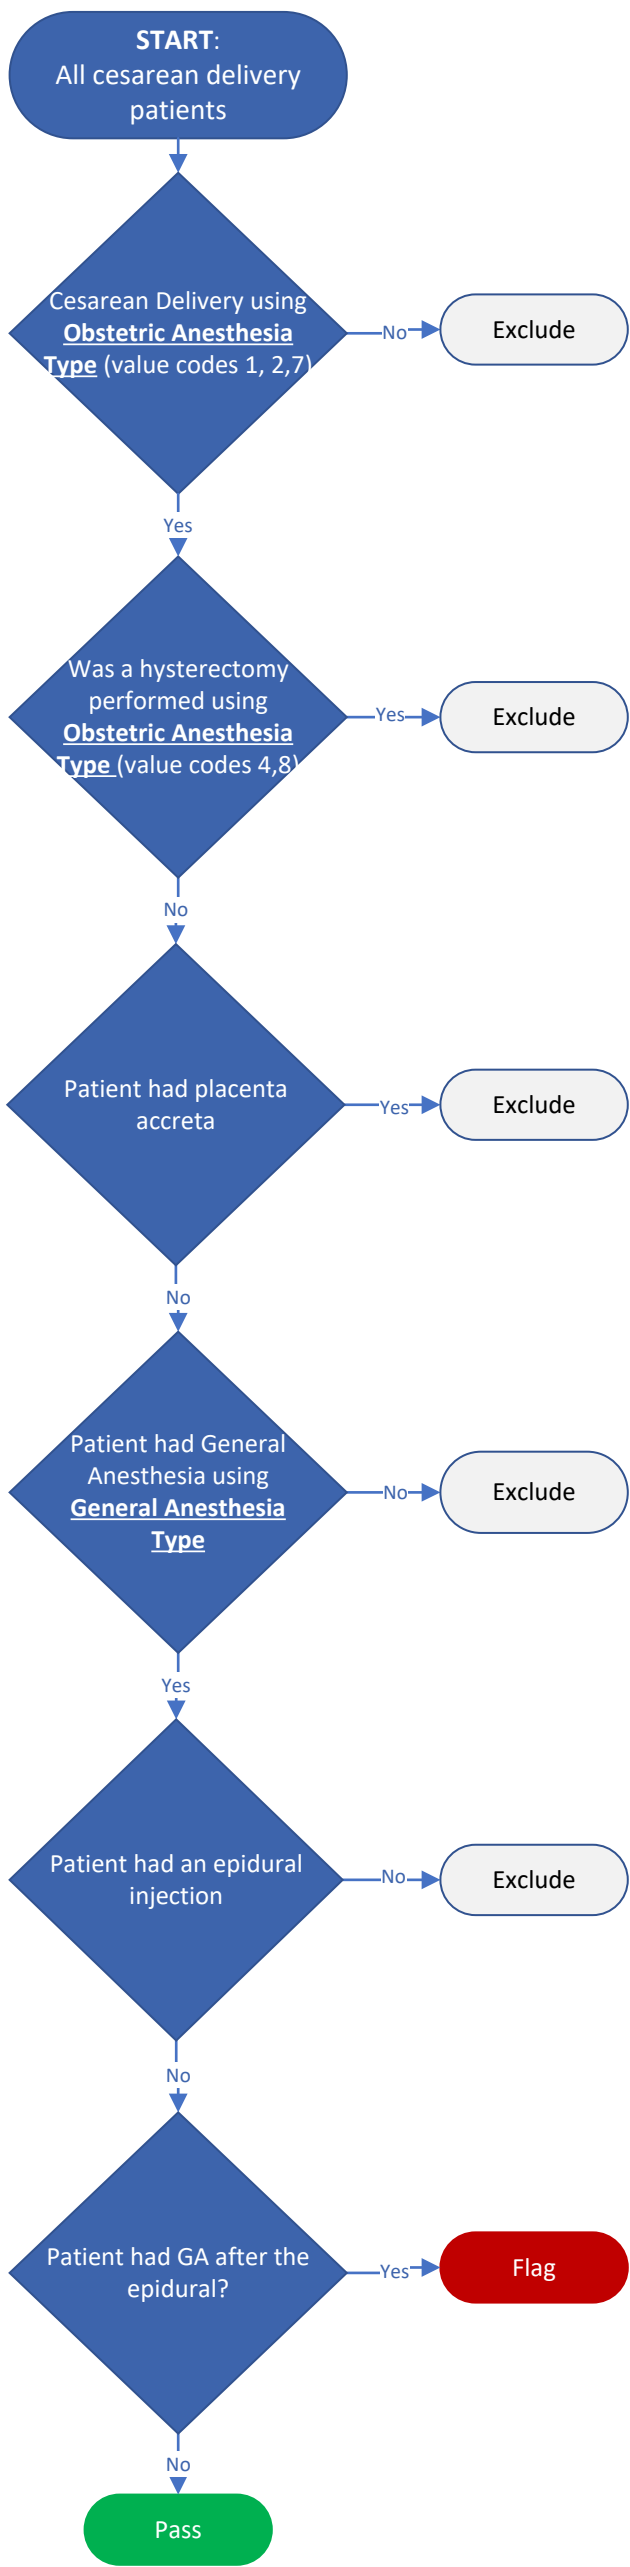 START:
All cesarean delivery
patients
Cesarean Delivery using
Obstetric Anesthesia
Type (value codes 1, 2,7)
No
Exclude
Yes
Was a hysterectomy
performed using
Obstetric Anesthesia
Type (value codes 4,8)
Yes
Exclude
No
Patient had placenta
accreta
Yes
Exclude
No
Patient had General
Anesthesia using
General Anesthesia
Type
No
Exclude
Yes
Patient had an epidural
injection
No
Exclude
No
Patient had GA after the
epidural?
Yes
Flag
No
Pass